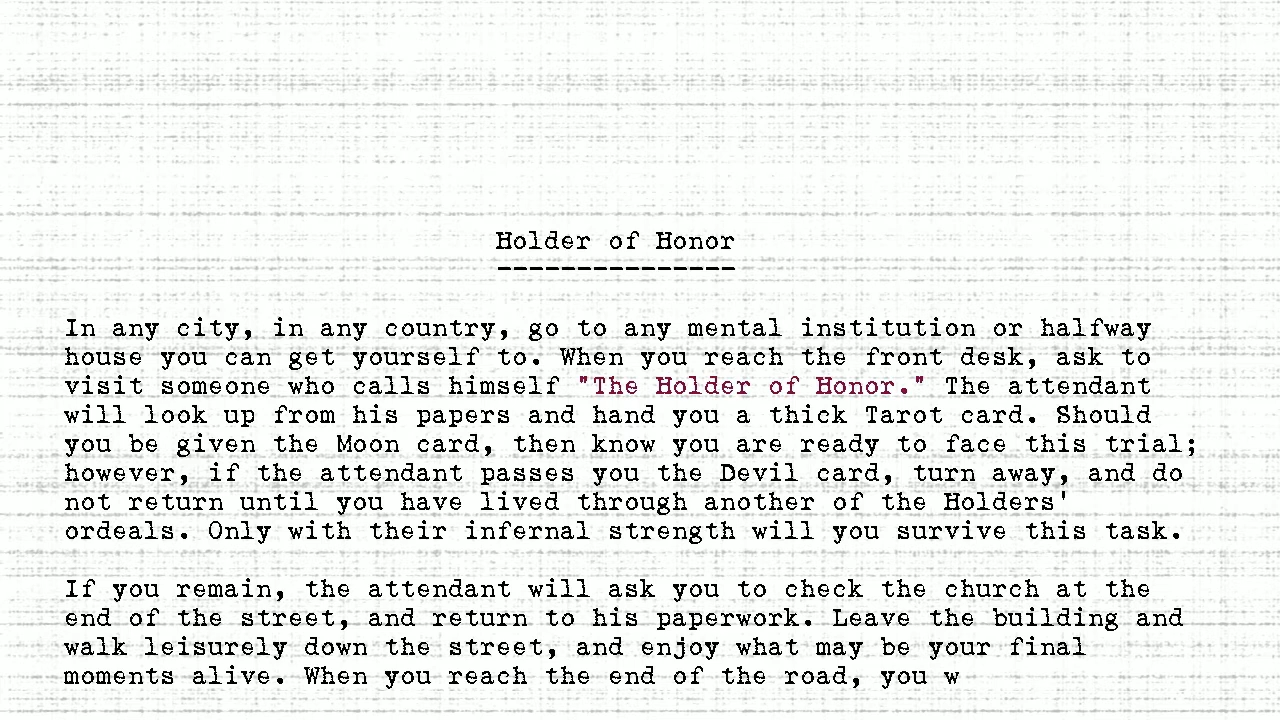 Holder of Honor
---------------
In any city, in any country, go to any mental institution or halfway
house you can get yourself to. When you reach the front desk, ask to
visit someone who calls himself "The Holder of Honor." The attendant
will look up from his papers and hand you a thick Tarot card. Should
you be given the Moon card, then know you are ready to face this trial;
however, if the attendant passes you the Devil card, turn away, and do
not return until you have lived through another of the Holders'
ordeals. Only with their infernal strength will you survive this task.
If you remain, the attendant will ask you to check the church at the
end of the street, and return to his paperwork. Leave the building and
walk leisurely down the street, and enjoy what may be your final
moments alive. When you reach the end of the road, you w